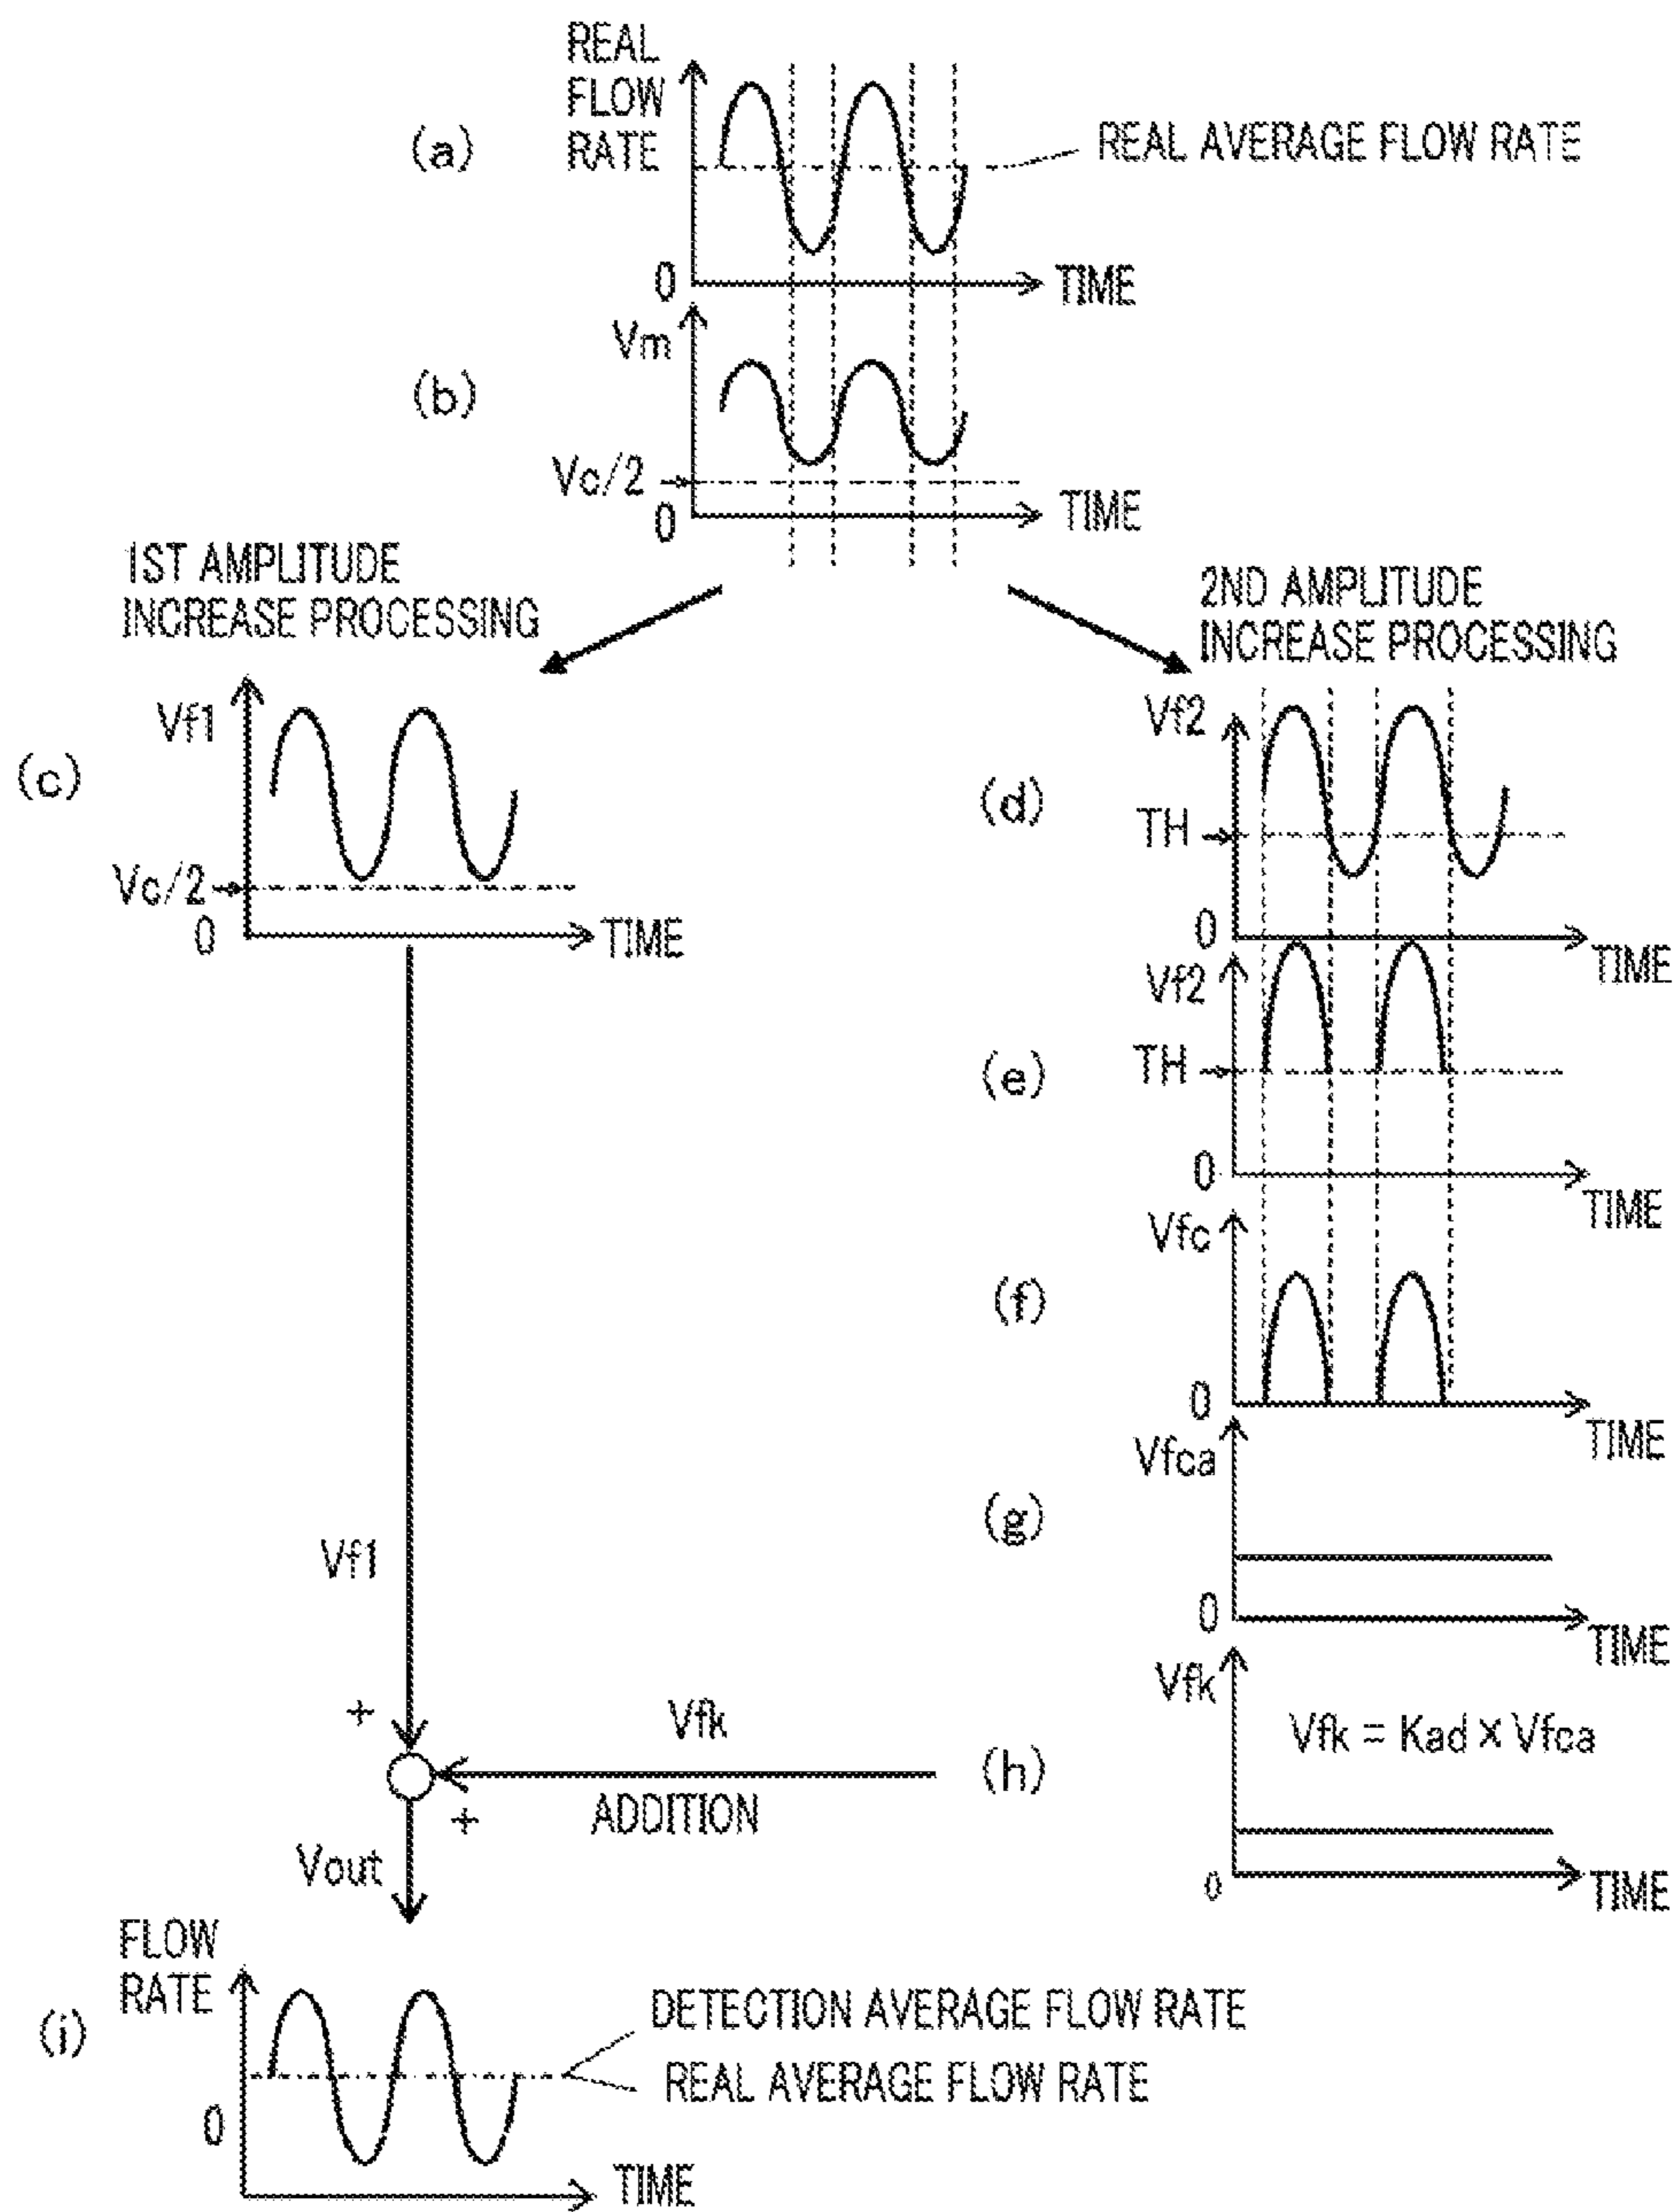 REAL
FLOW
RATE
(a)
REAL AVERAGE FLOW RATE
0
TIME
Vm
(b)
Vc/2
0
TIME
1ST AMPLITUDE
INCREASE PROCESSING
2ND AMPLITUDE
INCREASE PROCESSING
Vf1
(c)
Vc/2
0
TIME
Vf2
(d)
TH
0
TIME
Vf2
(e)
TH
0
TIME
Vfc
(f)
0
TIME
Vfca
(g)
0
TIME
Vf1
+
Vfk
+
ADDITION
Vout
(h)
Vfk
Vfk = Kad × Vfca
0
TIME
FLOW
RATE
(i)
DETECTION AVERAGE FLOW RATE
REAL AVERAGE FLOW RATE
0
TIME